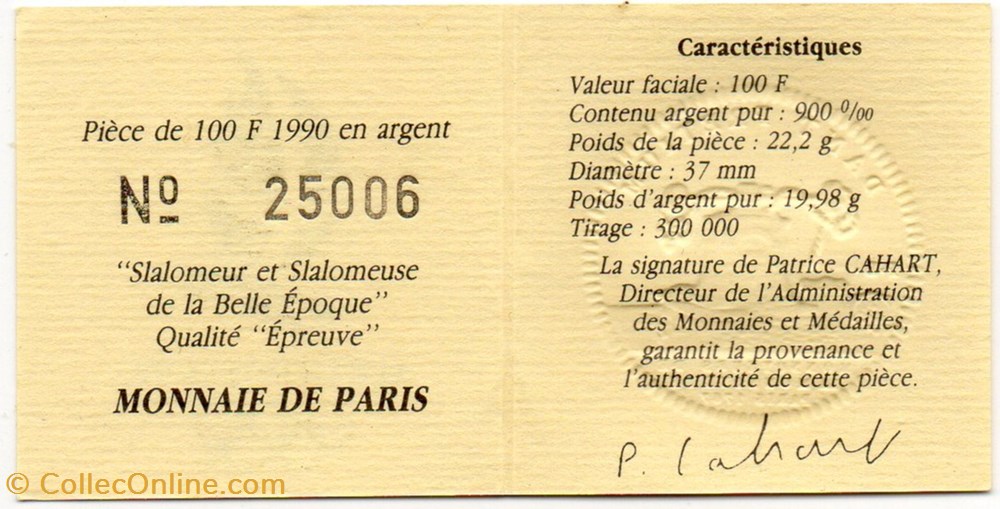 Pièce de 100 F 1990 en argent
Nº 25006
"Slalomeur et Slalomeuse
de la Belle Époque"
Qualité "Épreuve"
MONNAIE DE PARIS
Caractéristiques
Valeur faciale : 100 F
Contenu argent pur : 900 ‰
Poids de la pièce : 22,2 g
Diamètre : 37 mm
Poids d'argent pur : 19,98 g
Tirage : 300 000
La signature de Patrice CAHART,
Directeur de l'Administration
des Monnaies et Médailles,
garantit la provenance et
l'authenticité de cette pièce.
P. Cahart
© CollecOnline.com